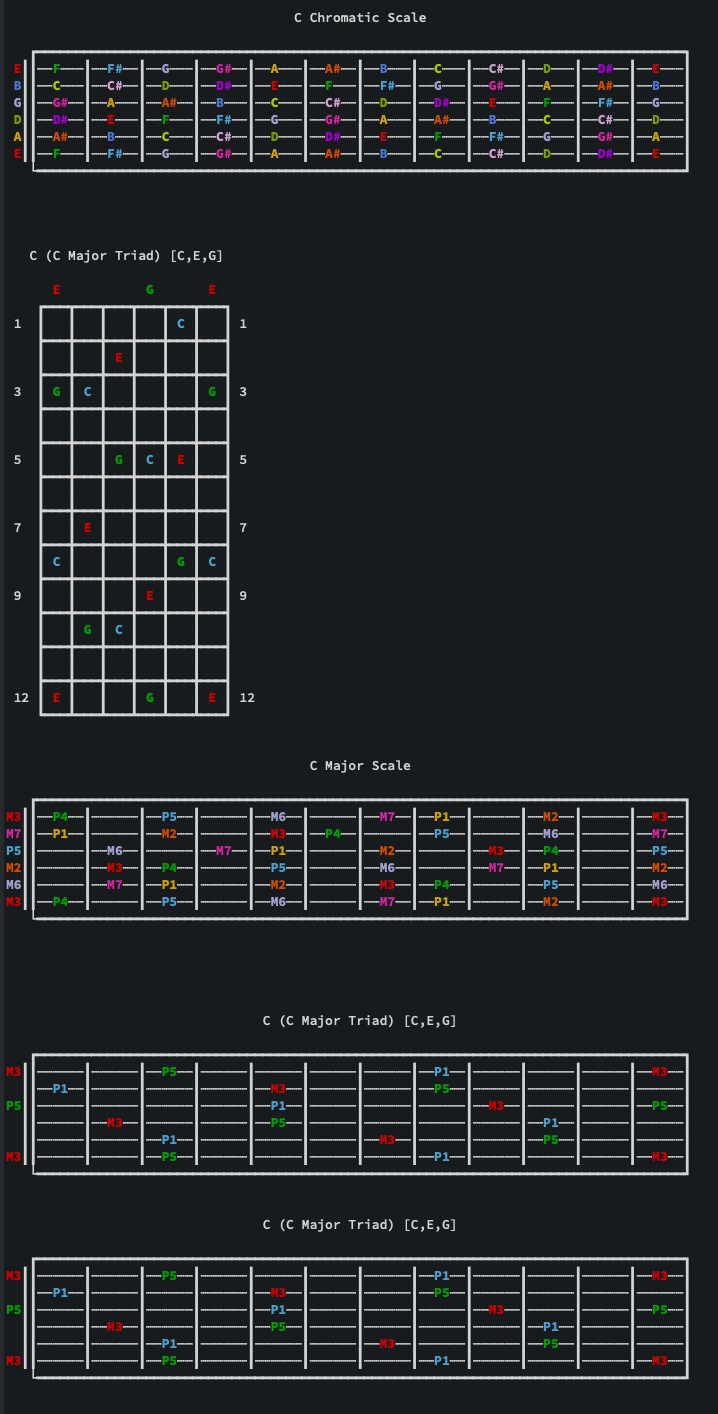 C Chromatic Scale
E F F# G G# A A# B C C# D D# E
B C C# D D# E F F# G G# A A# B
G G# A A# B C C# D D# E F F# G
D D# E F F# G G# A A# B C C# D
A A# B C C# D D# E F F# G G# A
E F F# G G# A A# B C C# D D# E
C (C Major Triad) [C,E,G]
E G E
1 C 1
E
3 G C G 3
5 G C E 5
7 E 7
C G C
9 E 9
G C
12 E G E 12
C Major Scale
M3 P4 P5 M6 M7 P1 M2 M3
M7 P1 M2 M3 P4 P5 M6 M7
P5 M6 M7 P1 M2 M3 P4 P5
M2 M3 P4 P5 M6 M7 P1 M2
M6 M7 P1 M2 M3 P4 P5 M6
M3 P4 P5 M6 M7 P1 M2 M3
C (C Major Triad) [C,E,G]
M3 P5 P1 M3
P1 M3 P5
P5 P1 M3 P5
M3 P5 P1
P1 M3 P5
M3 P5 P1 M3
C (C Major Triad) [C,E,G]
M3 P5 P1 M3
P1 M3 P5
P5 P1 M3 P5
M3 P5 P1
P1 M3 P5
M3 P5 P1 M3